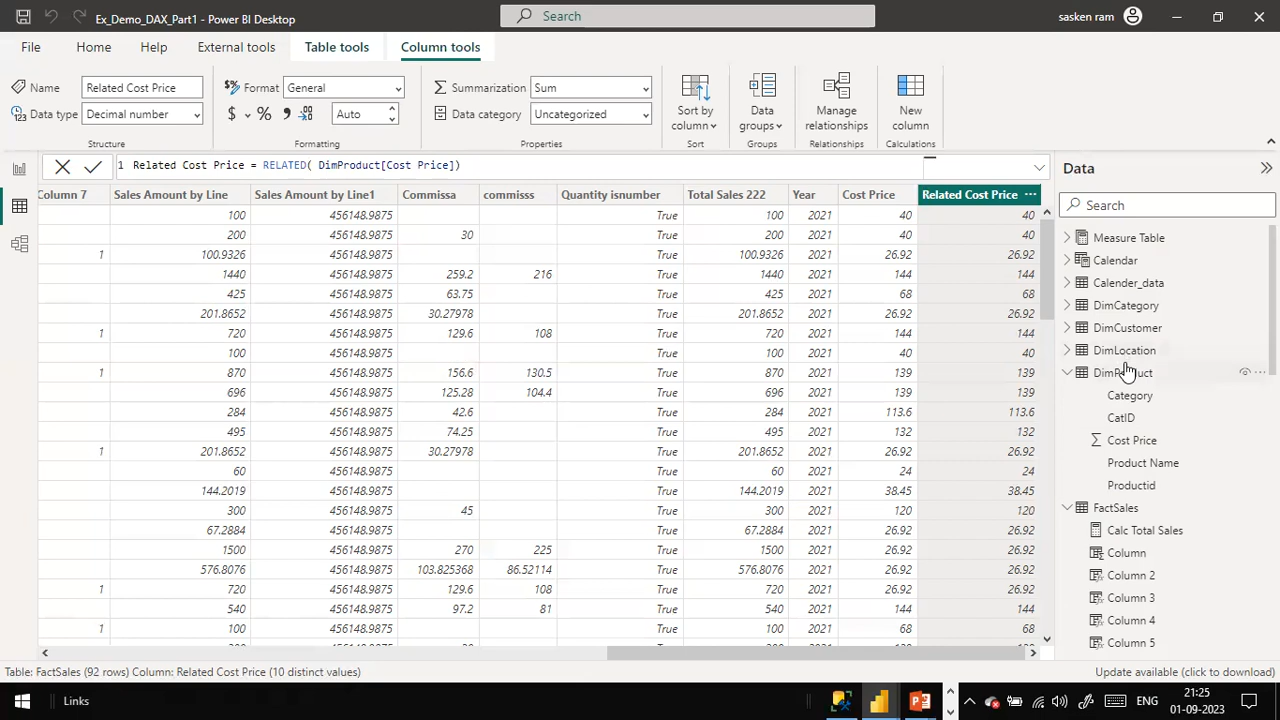 Ex_Demo_DAX_Part1 - Power BI Desktop
Search
sasken ram
File
Home
Help
External tools
Table tools
Column tools
Name
Related Cost Price
Format
General
Summarization
Sum
Data type
Decimal number
$
%
Auto
Data category
Uncategorized
Sort by
column
Data
groups
Manage
relationships
New
column
Structure
Formatting
Properties
Sort
Groups
Relationships
Calculations
1 Related Cost Price = RELATED( DimProduct[Cost Price])
Column 7 Sales Amount by Line Sales Amount by Line1 Commissa commisss Quantity isnumber Total Sales 222 Year Cost Price Related Cost Price
100 456148.9875 True 100 2021 40 40
200 456148.9875 30 True 200 2021 40 40
1 100.9326 456148.9875 True 100.9326 2021 26.92 26.92
1440 456148.9875 259.2 216 True 1440 2021 144 144
425 456148.9875 63.75 True 425 2021 68 68
201.8652 456148.9875 30.27978 True 201.8652 2021 26.92 26.92
1 720 456148.9875 129.6 108 True 720 2021 144 144
100 456148.9875 True 100 2021 40 40
1 870 456148.9875 156.6 130.5 True 870 2021 139 139
696 456148.9875 125.28 104.4 True 696 2021 139 139
284 456148.9875 42.6 True 284 2021 113.6 113.6
495 456148.9875 74.25 True 495 2021 132 132
1 201.8652 456148.9875 30.27978 True 201.8652 2021 26.92 26.92
60 456148.9875 True 60 2021 24 24
144.2019 456148.9875 True 144.2019 2021 38.45 38.45
300 456148.9875 45 True 300 2021 120 120
67.2884 456148.9875 True 67.2884 2021 26.92 26.92
1500 456148.9875 270 225 True 1500 2021 26.92 26.92
576.8076 456148.9875 103.825368 86.52114 True 576.8076 2021 26.92 26.92
1 720 456148.9875 129.6 108 True 720 2021 26.92 26.92
540 456148.9875 97.2 81 True 540 2021 144 144
1 100 456148.9875 True 100 2021 68 68
Data
Search
Measure Table
Calendar
Calender_data
DimCategory
DimCustomer
DimLocation
DimProduct
Category
CatID
Cost Price
Product Name
Productid
FactSales
Calc Total Sales
Column
Column 2
Column 3
Column 4
Column 5
Table: FactSales (92 rows) Column: Related Cost Price (10 distinct values)
Update available (click to download)
Links
ENG
21:25
01-09-2023